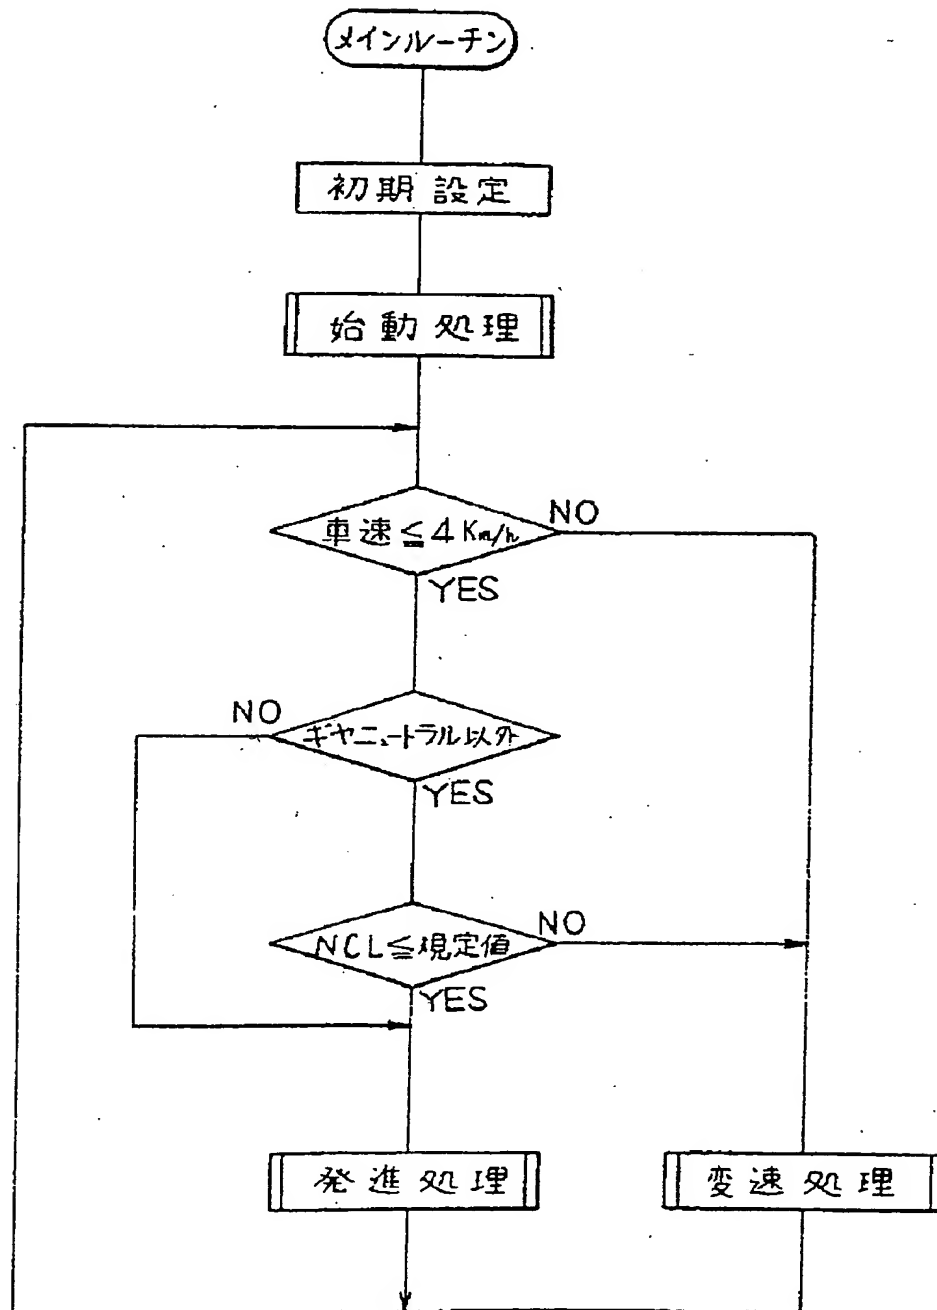 メインルーチン
初期設定
始動処理
車速≦4Km/h
NO
YES
NO
ギヤニュートラル以外
YES
NCL≦規定値
NO
YES
発進処理
変速処理